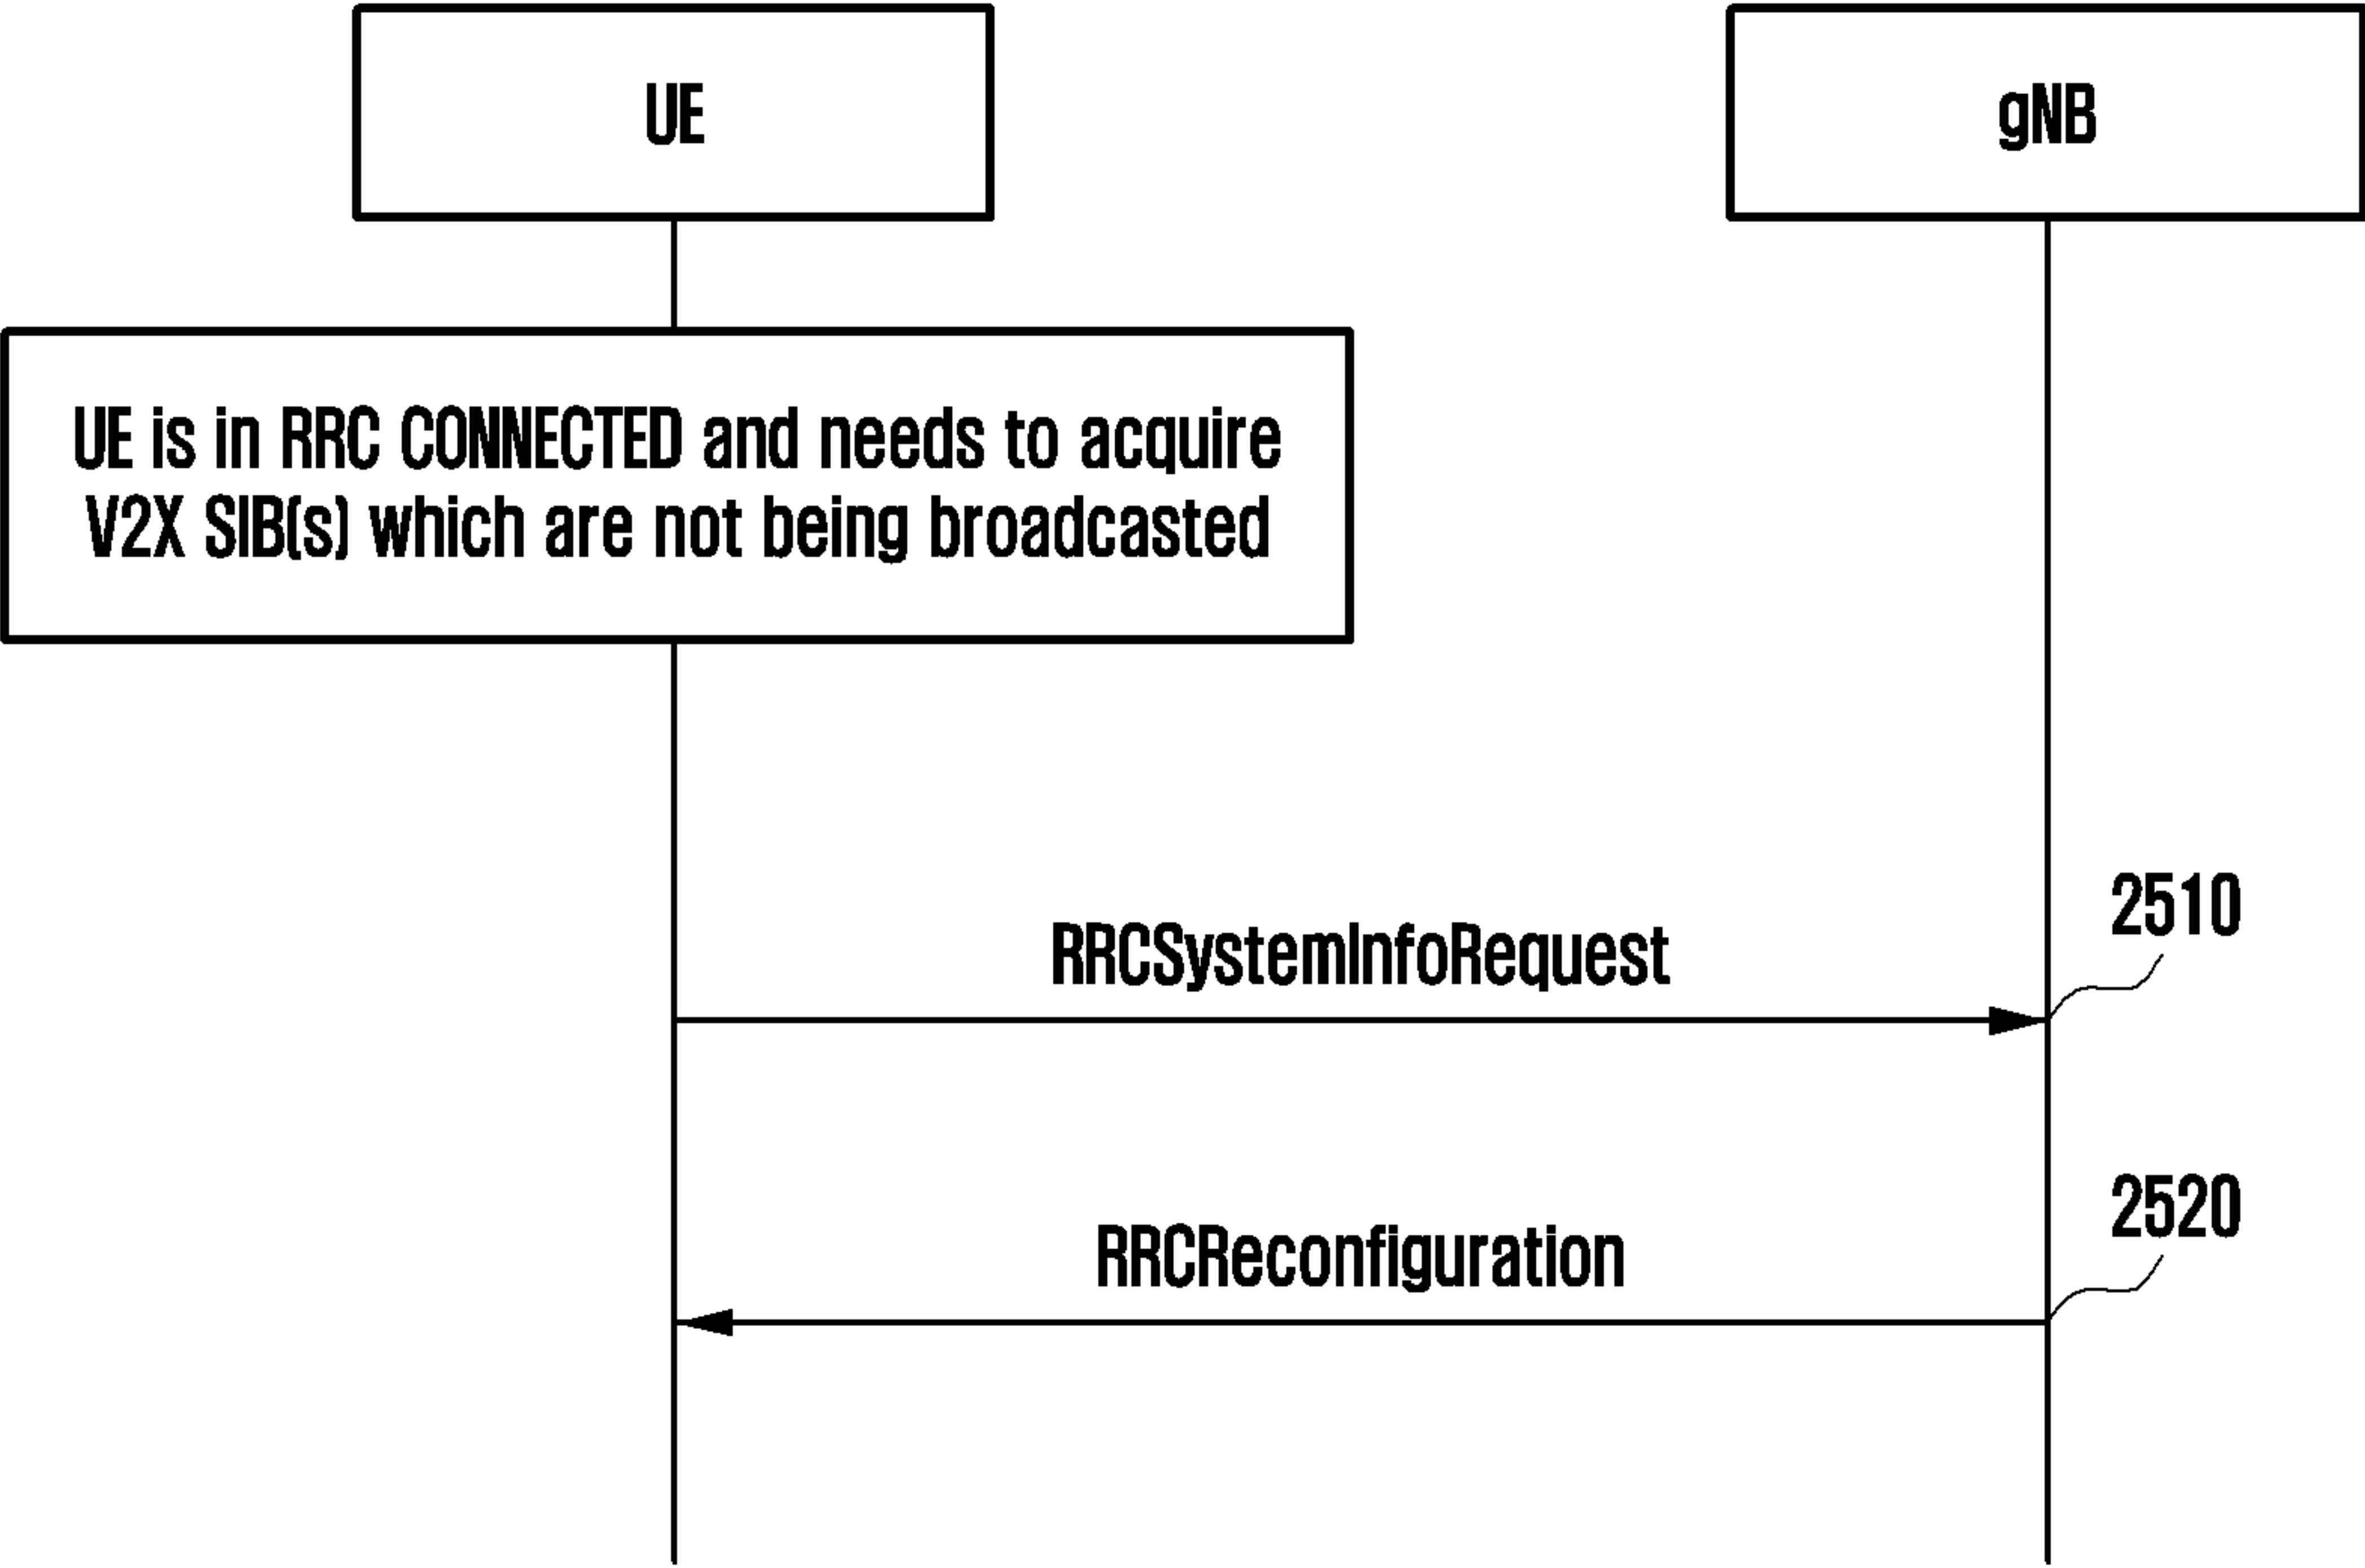 UE
gNB
UE is in RRC CONNECTED and needs to acquire
V2X SIB(s) which are not being broadcasted
2510
RRCSystemInfoRequest
2520
RRCReconfiguration